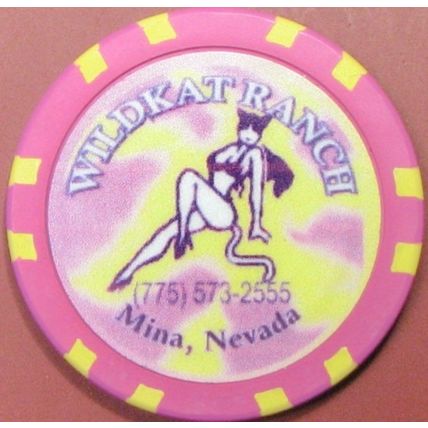 WILDKAT RANCH
(775) 573-2555
Mina, Nevada